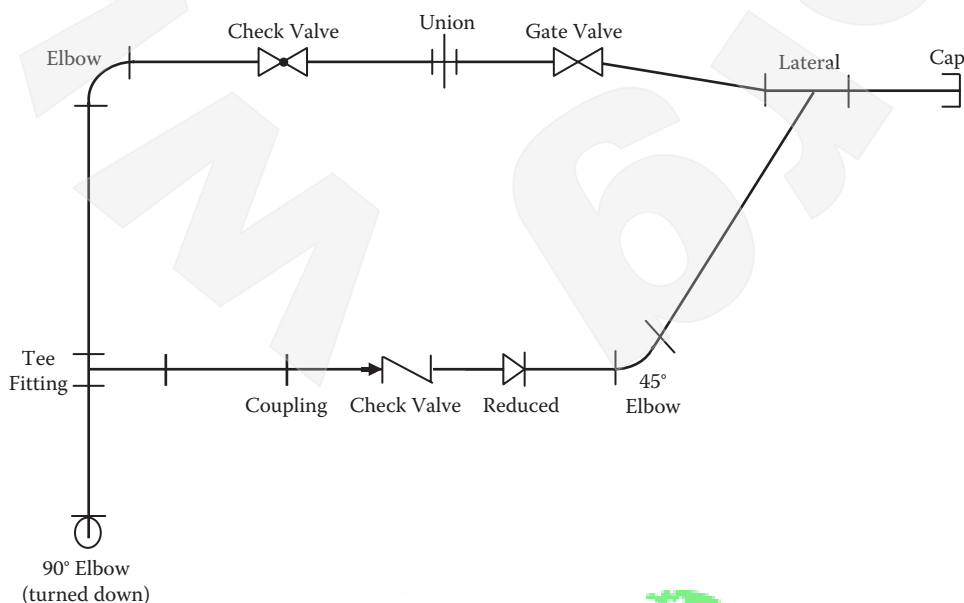 Union
Check Valve
Gate Valve
Elbow
Lateral
Cap
Tee
Fitting
Coupling
Check Valve
Reduced
45°
Elbow
90° Elbow
(turned down)